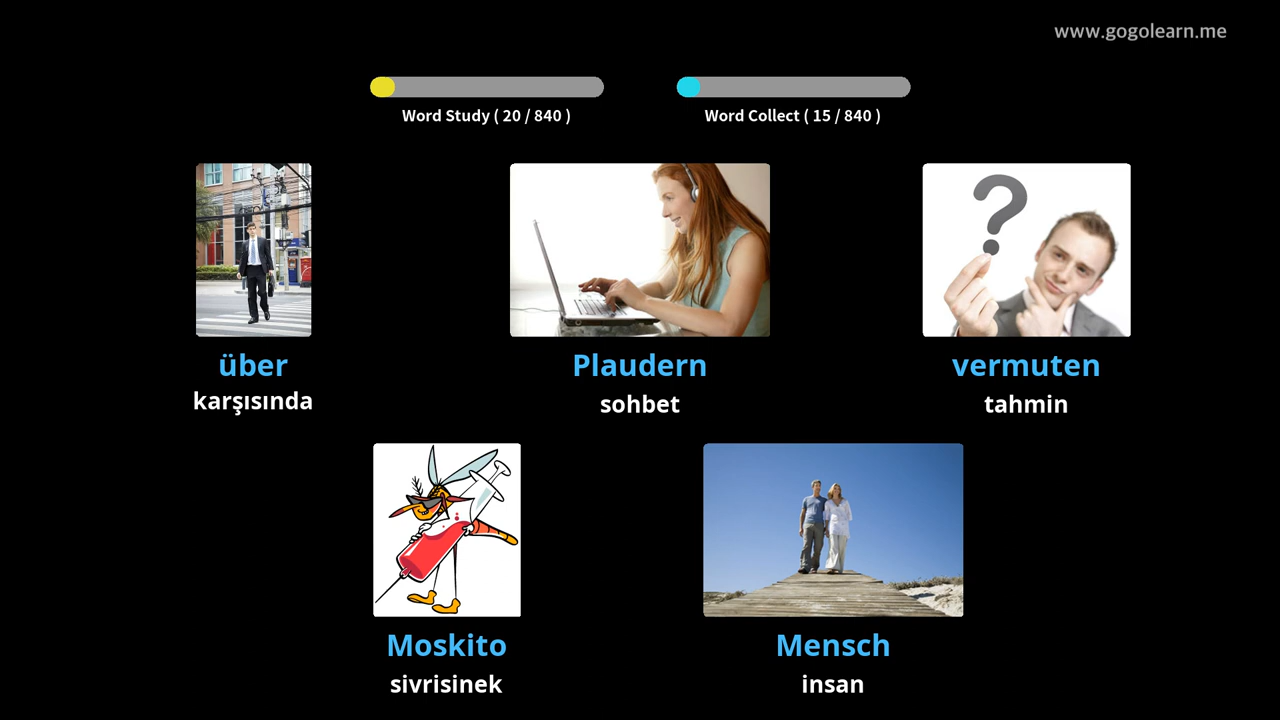 www.gogolearn.me
Word Study ( 20 / 840 )
Word Collect ( 15 / 840 )
über
karşısında
Plaudern
sohbet
vermuten
tahmin
Moskito
sivrisinek
Mensch
insan